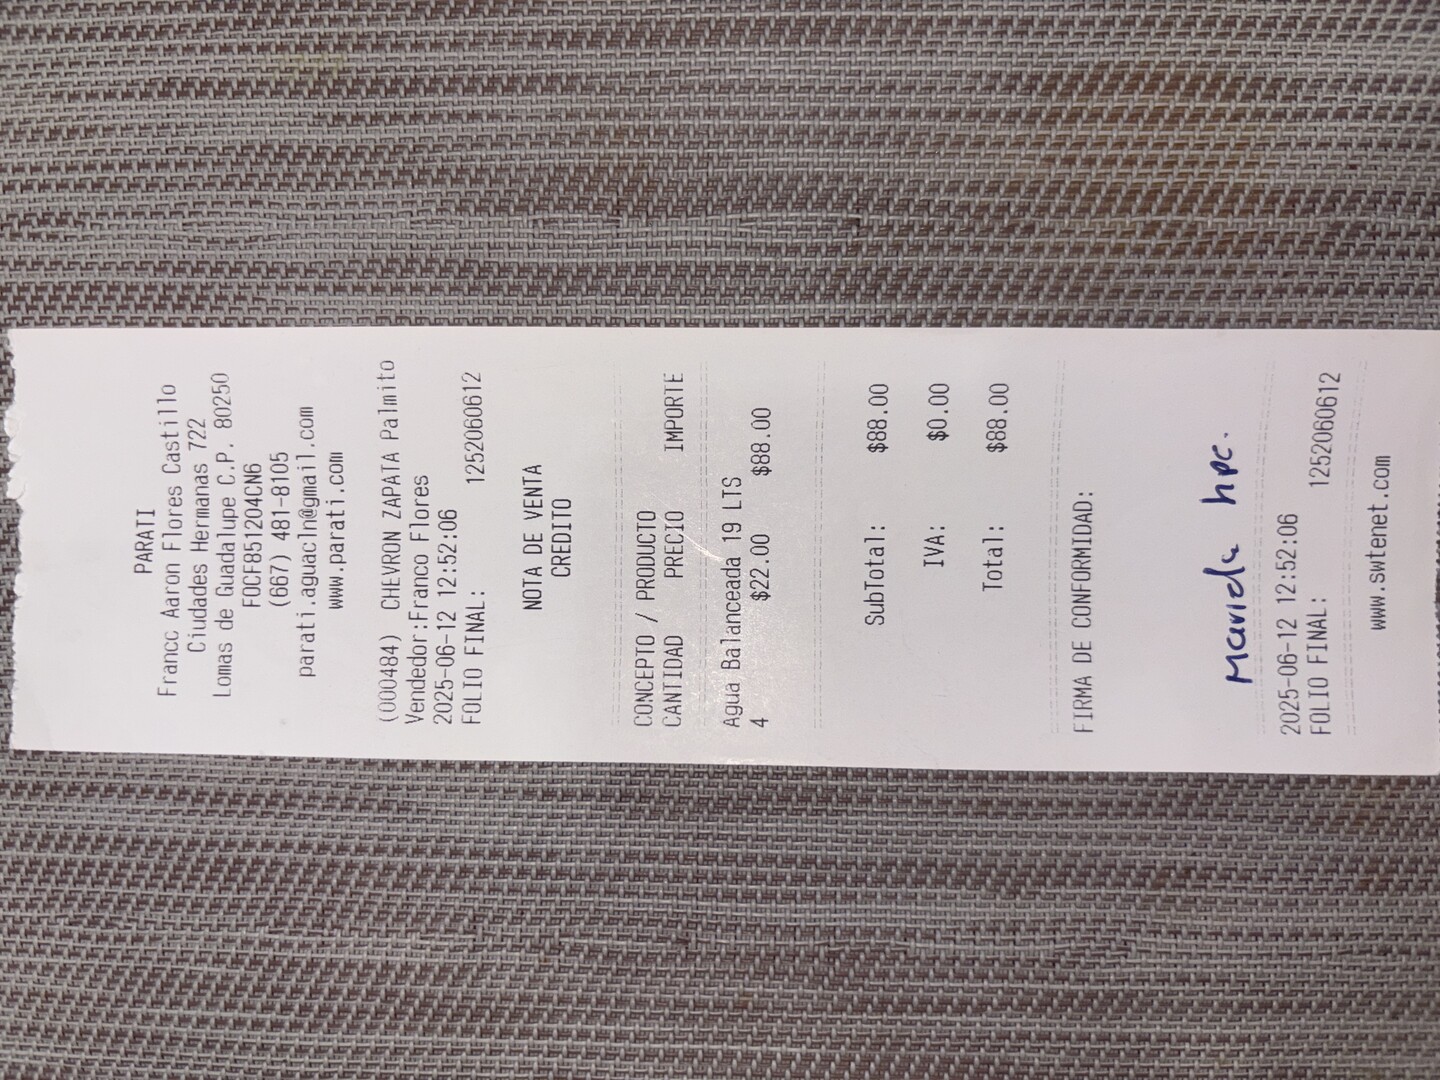 PARATI
Francc Aaron Flores Castillo
Ciudades Hermanas 722
Lomas de Guadalupe C.P. 80250
FOCF851204CN6
(667) 481-8105
parati.aguacln@gmail.com
www.parati.com
(000484) CHEVRON ZAPATA Palmito
Vendedor:Franco Flores
2025-06-12 12:52:06
FOLIO FINAL: 1252060612
NOTA DE VENTA
CREDITO
CONCEPTO / PRODUCTO
CANTIDAD PRECIO IMPORTE
Agua Balanceada 19 LTS
4 $22.00 $88.00
SubTotal: $88.00
IVA: $0.00
Total: $88.00
FIRMA DE CONFORMIDAD:
2025-06-12 12:52:06
FOLIO FINAL: 1252060612
www.swtenet.com